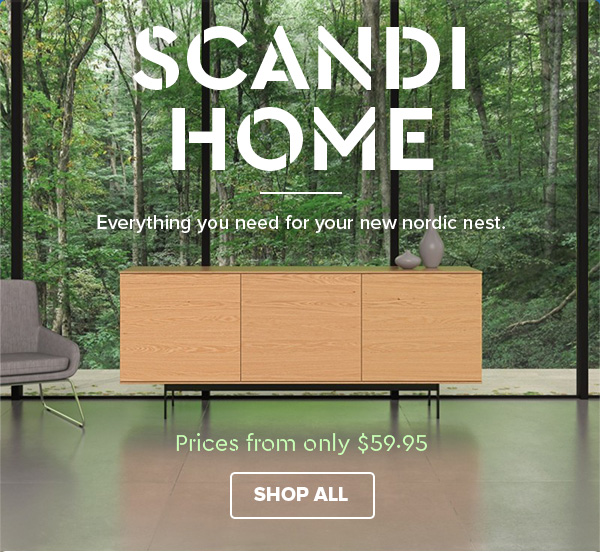 SCANDI
HOME
Everything you need for your new nordic nest.
Prices from only $59.95
SHOP ALL